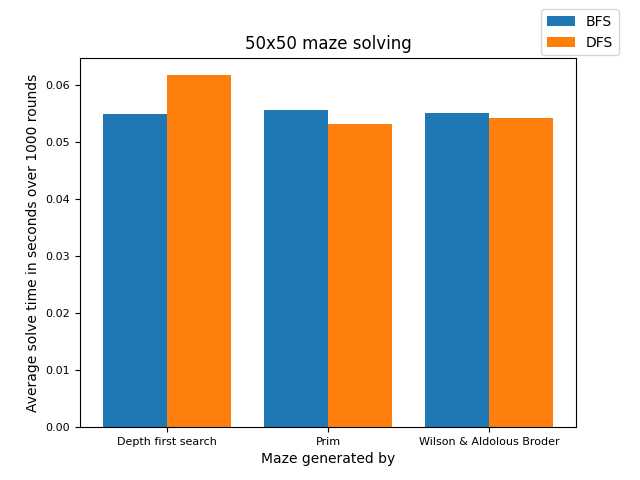 BFS
DFS
50x50 maze solving
Average solve time in seconds over 1000 rounds
0.06
0.05
0.04
0.03
0.02
0.01
0.00
Depth first search
Prim
Wilson & Aldolous Broder
Maze generated by